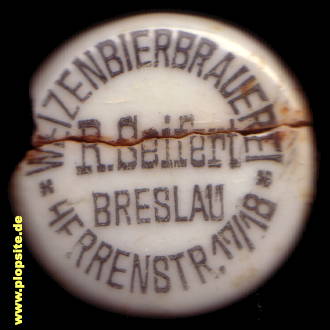 WEIZENBIERBRAUEREI
R. Seifert
BRESLAU
* HERRENSTR. 17/18 *
www.plopsite.de